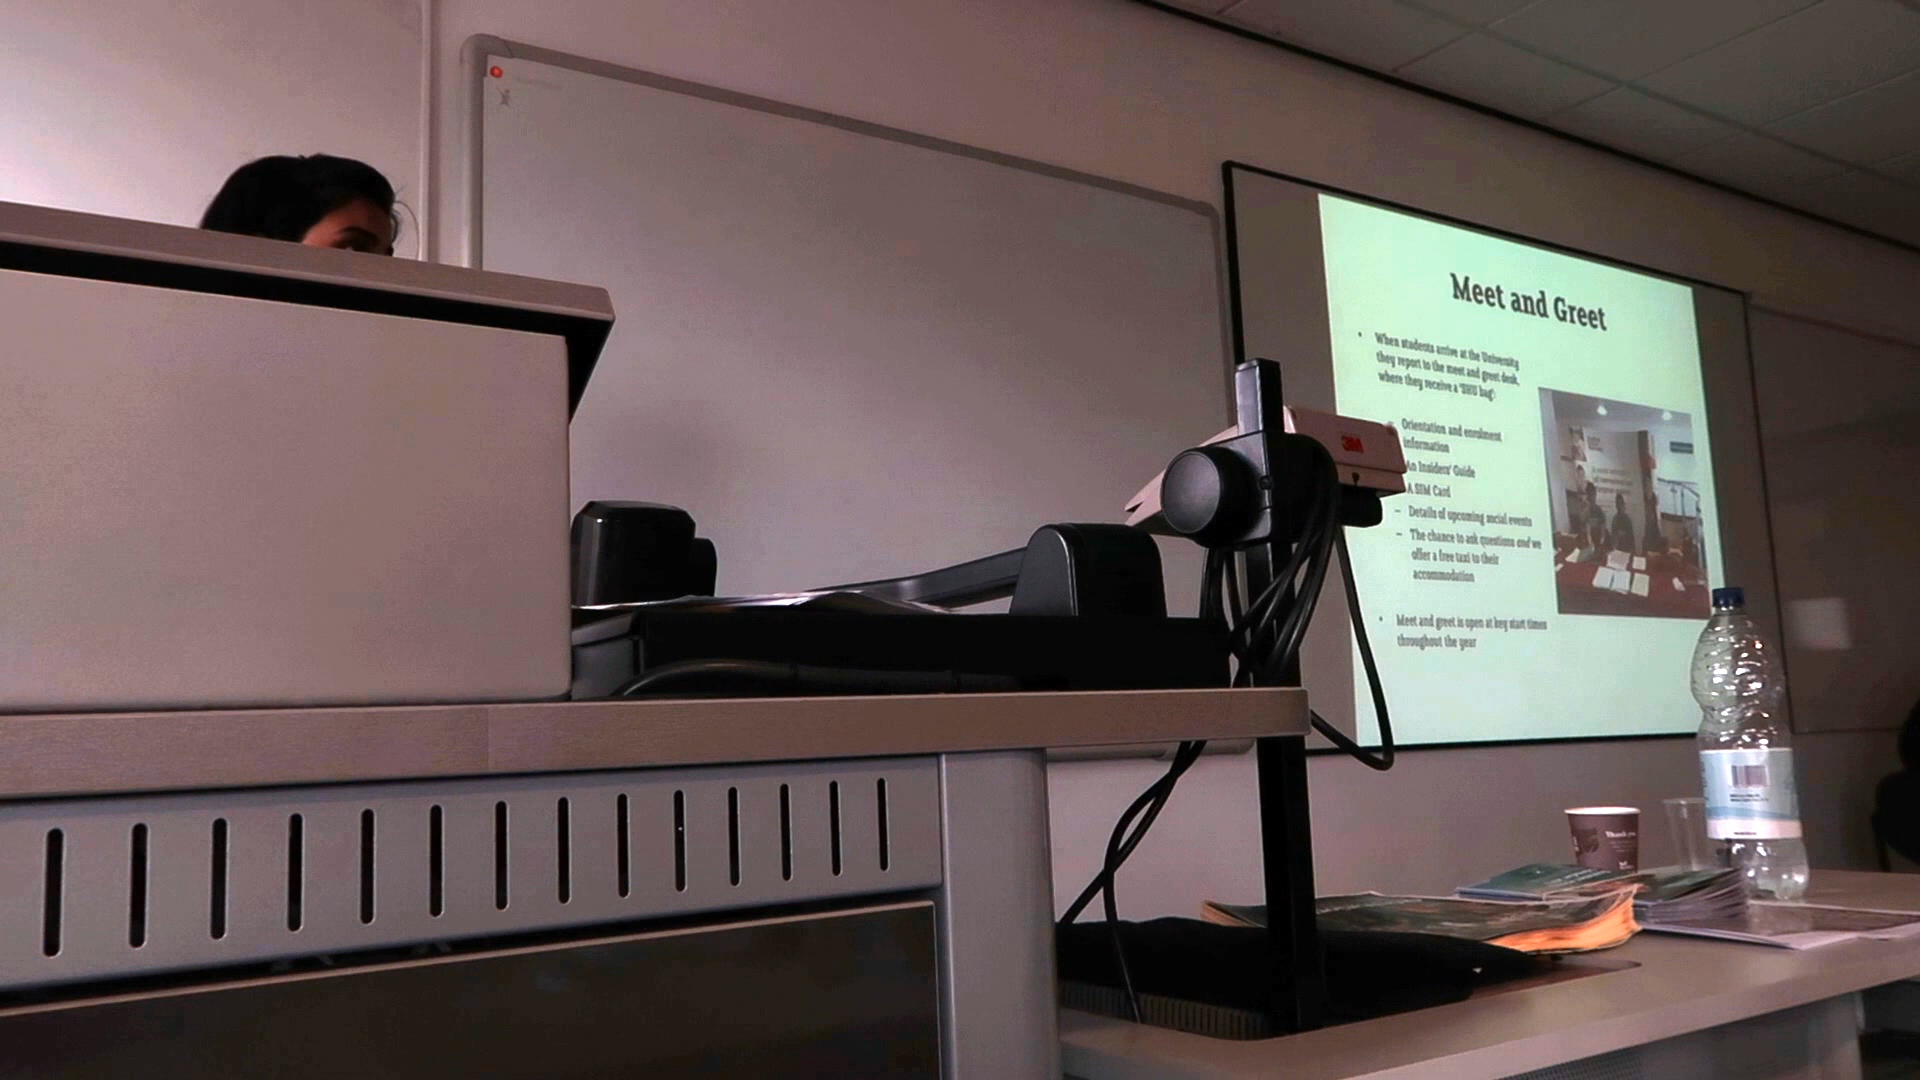 Meet and Greet
• When students arrive at the University
they report to the meet and greet desk,
where they receive a 'SHU bag':
Orientation and enrolment
information
An Insiders' Guide
A SIM Card
– Details of upcoming social events
– The chance to ask questions and we
offer a free taxi to their
accommodation
• Meet and greet is open at key start times
throughout the year
3M
Thank you